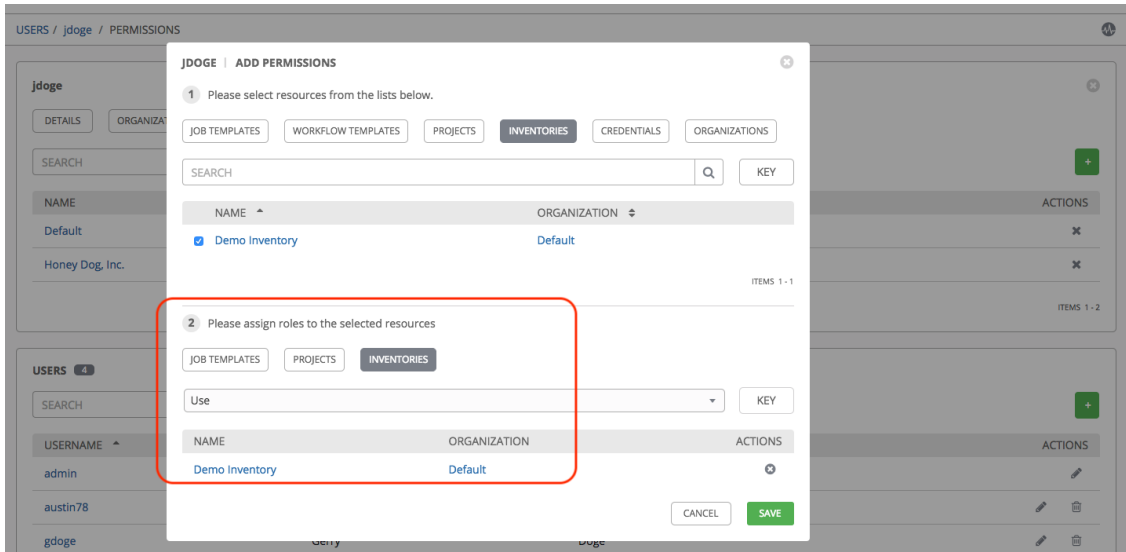 USERS / jdoge / PERMISSIONS
JDOGE | ADD PERMISSIONS
jdoge
1 Please select resources from the lists below.
DETAILS ORGANIZAT
JOB TEMPLATES WORKFLOW TEMPLATES PROJECTS INVENTORIES CREDENTIALS ORGANIZATIONS
SEARCH
SEARCH KEY
+
NAME ACTIONS
NAME ORGANIZATION
Default
Demo Inventory Default
Honey Dog, Inc.
ITEMS 1 - 1
ITEMS 1 - 2
2 Please assign roles to the selected resources
JOB TEMPLATES PROJECTS INVENTORIES
USERS 4
SEARCH
Use KEY
+
USERNAME ACTIONS
NAME ORGANIZATION ACTIONS
Demo Inventory Default
admin
austin78
CANCEL SAVE
gdoge Gerry Doge